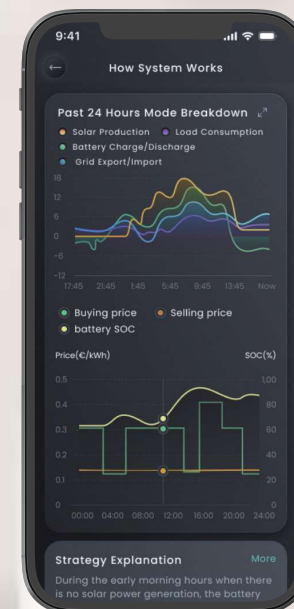 9:41
How System Works
Past 24 Hours Mode Breakdown
Solar Production Load Consumption
Battery Charge/Discharge
Grid Export/Import
18
12
6
0
-6
-12
17:45 21:45 1:45 5:45 9:45 13:45 Now
Buying price Selling price
battery SOC
Price(€/kWh) SOC(%)
0.5 1,00
0.4 80
0.3 60
0.2 40
0.1 20
0 0
00:00 04:00 08:00 12:00 16:00 20:00 24:00
Strategy Explanation More
During the early morning hours when there
is no solar power generation, the battery